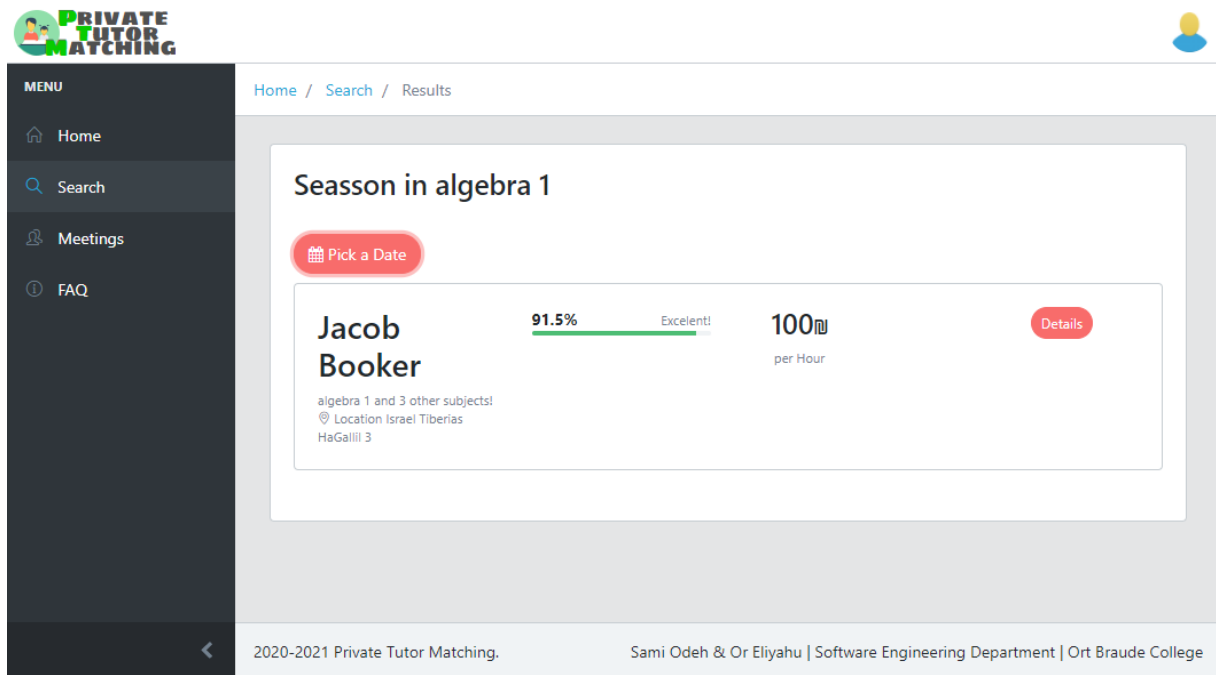 PRIVATE
TUTOR
MATCHING
MENU
Home / Search / Results
Home
Search
Meetings
FAQ
Seasson in algebra 1
Pick a Date
Jacob
Booker
91.5% Excelent!
100₪
per Hour
Details
algebra 1 and 3 other subjects!
Location Israel Tiberias
HaGallil 3
2020-2021 Private Tutor Matching.
Sami Odeh & Or Eliyahu | Software Engineering Department | Ort Braude College